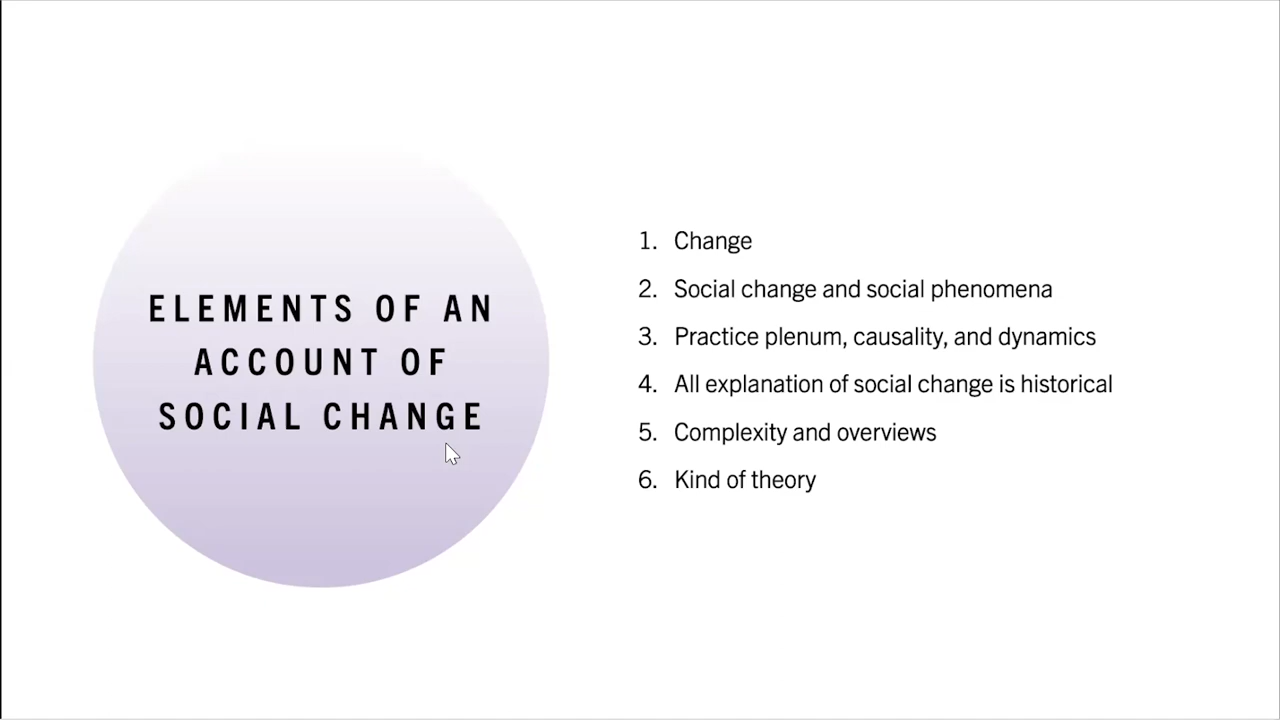 ELEMENTS OF AN
ACCOUNT OF
SOCIAL CHANGE
1. Change
2. Social change and social phenomena
3. Practice plenum, causality, and dynamics
4. All explanation of social change is historical
5. Complexity and overviews
6. Kind of theory